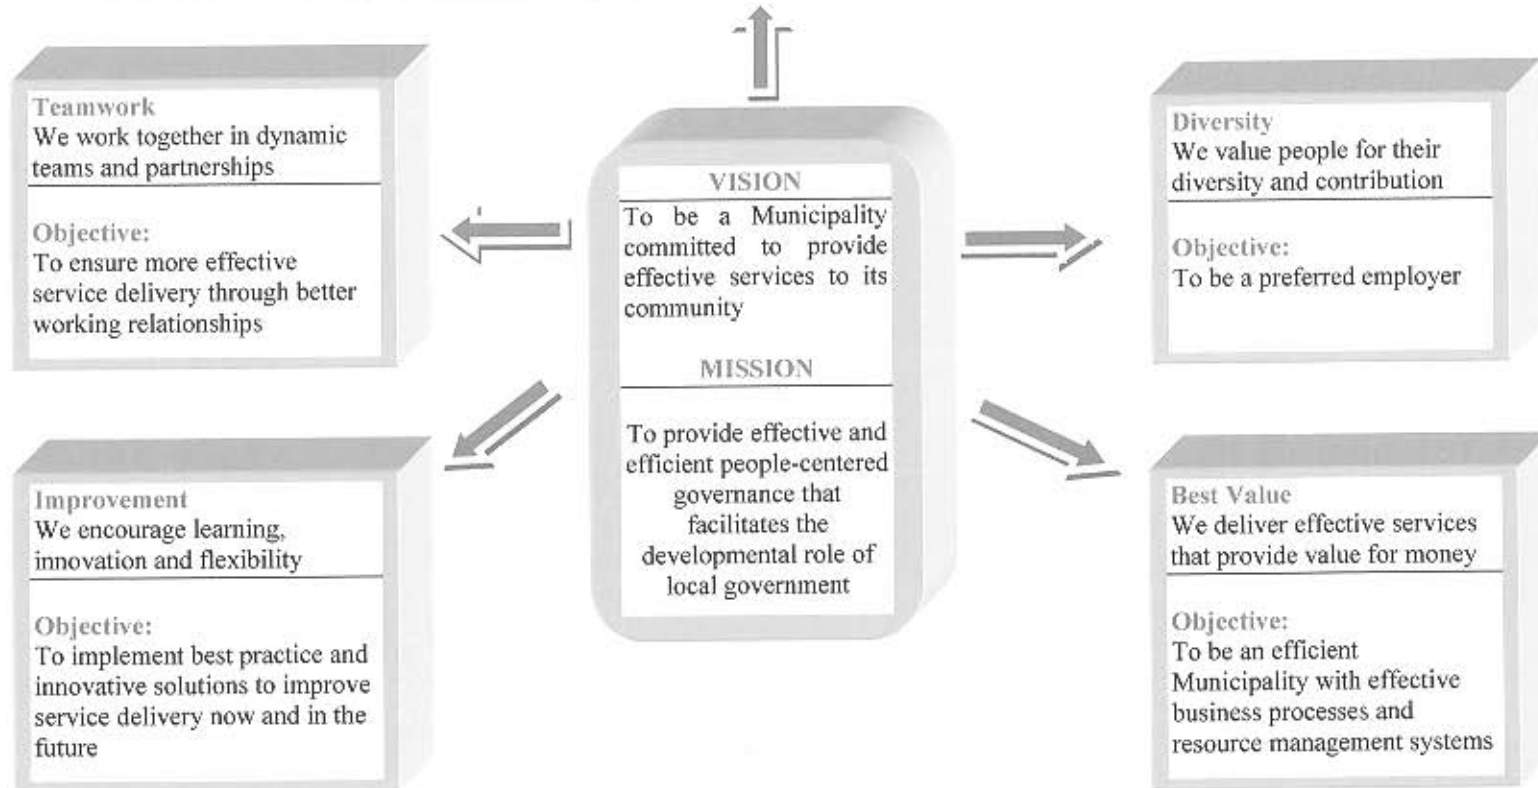 Teamwork
We work together in dynamic
teams and partnerships
Objective:
To ensure more effective
service delivery through better
working relationships
Diversity
We value people for their
diversity and contribution
Objective:
To be a preferred employer
VISION
To be a Municipality
committed to provide
effective services to its
community
MISSION
To provide effective and
efficient people-centered
governance that
facilitates the
developmental role of
local government
Improvement
We encourage learning,
innovation and flexibility
Objective:
To implement best practice and
innovative solutions to improve
service delivery now and in the
future
Best Value
We deliver effective services
that provide value for money
Objective:
To be an efficient
Municipality with effective
business processes and
resource management systems